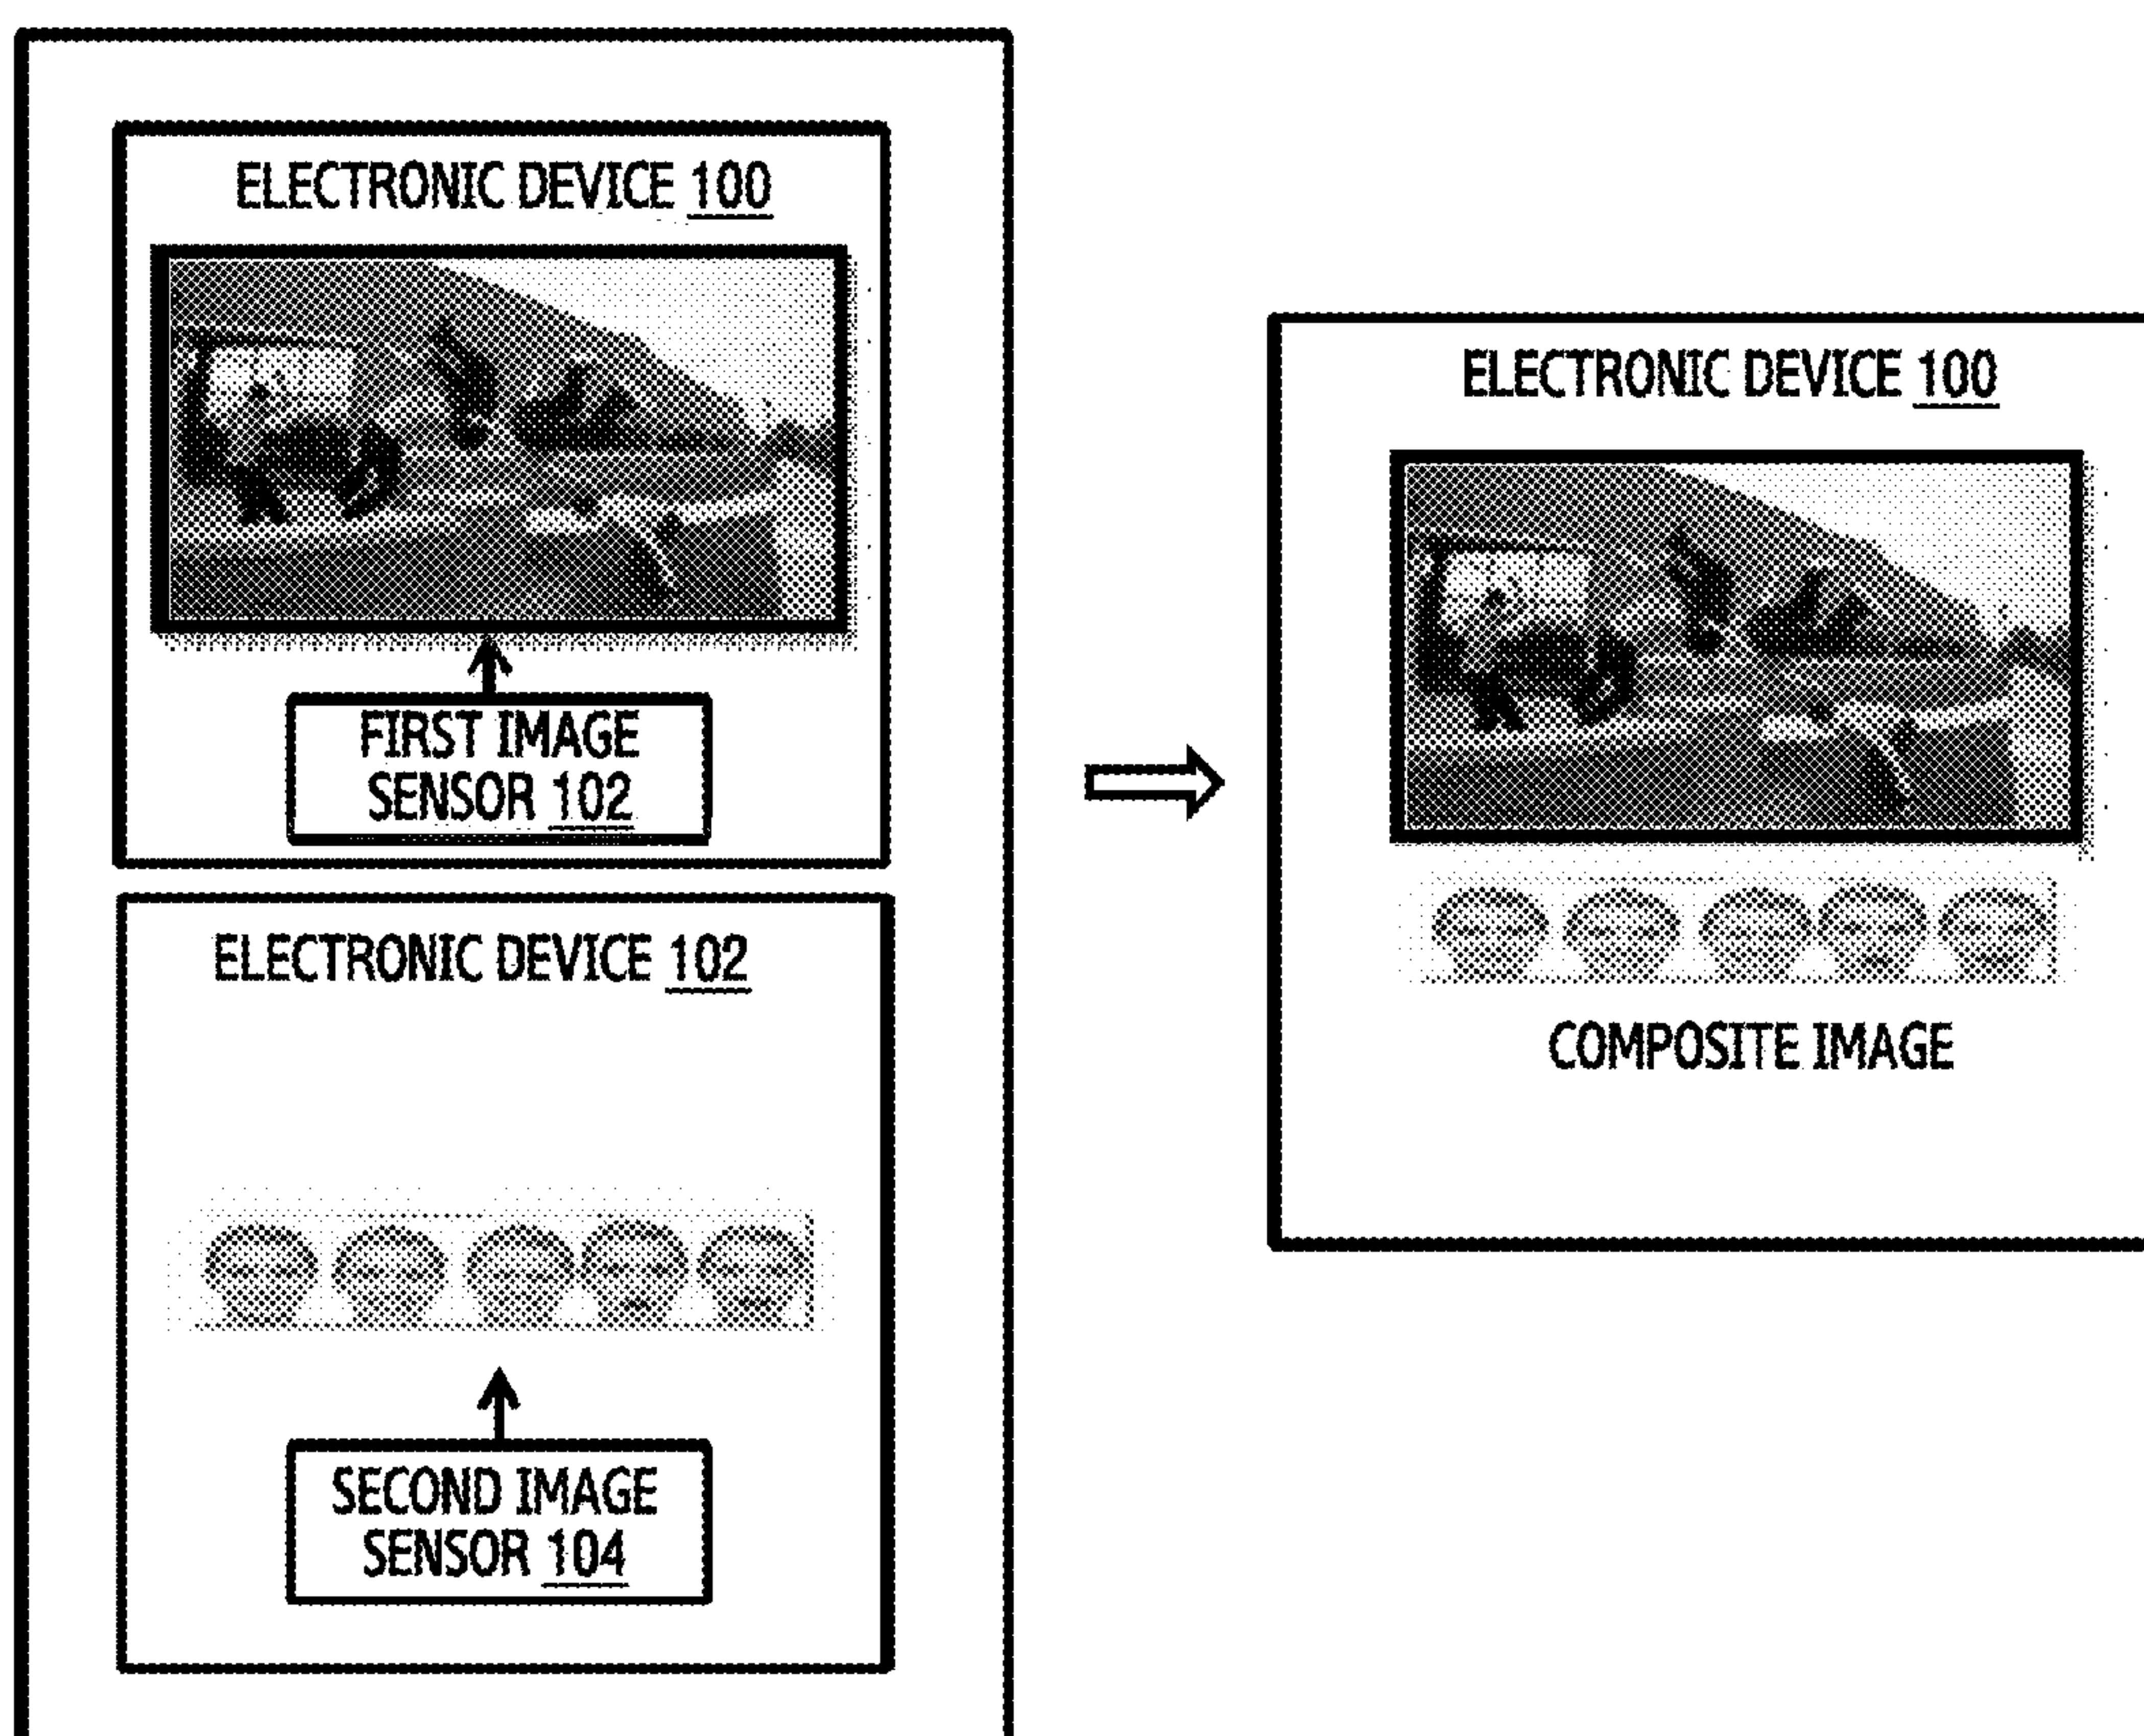 ELECTRONIC DEVICE 100
FIRST IMAGE
SENSOR 102
ELECTRONIC DEVICE 102
SECOND IMAGE
SENSOR 104
ELECTRONIC DEVICE 100
COMPOSITE IMAGE